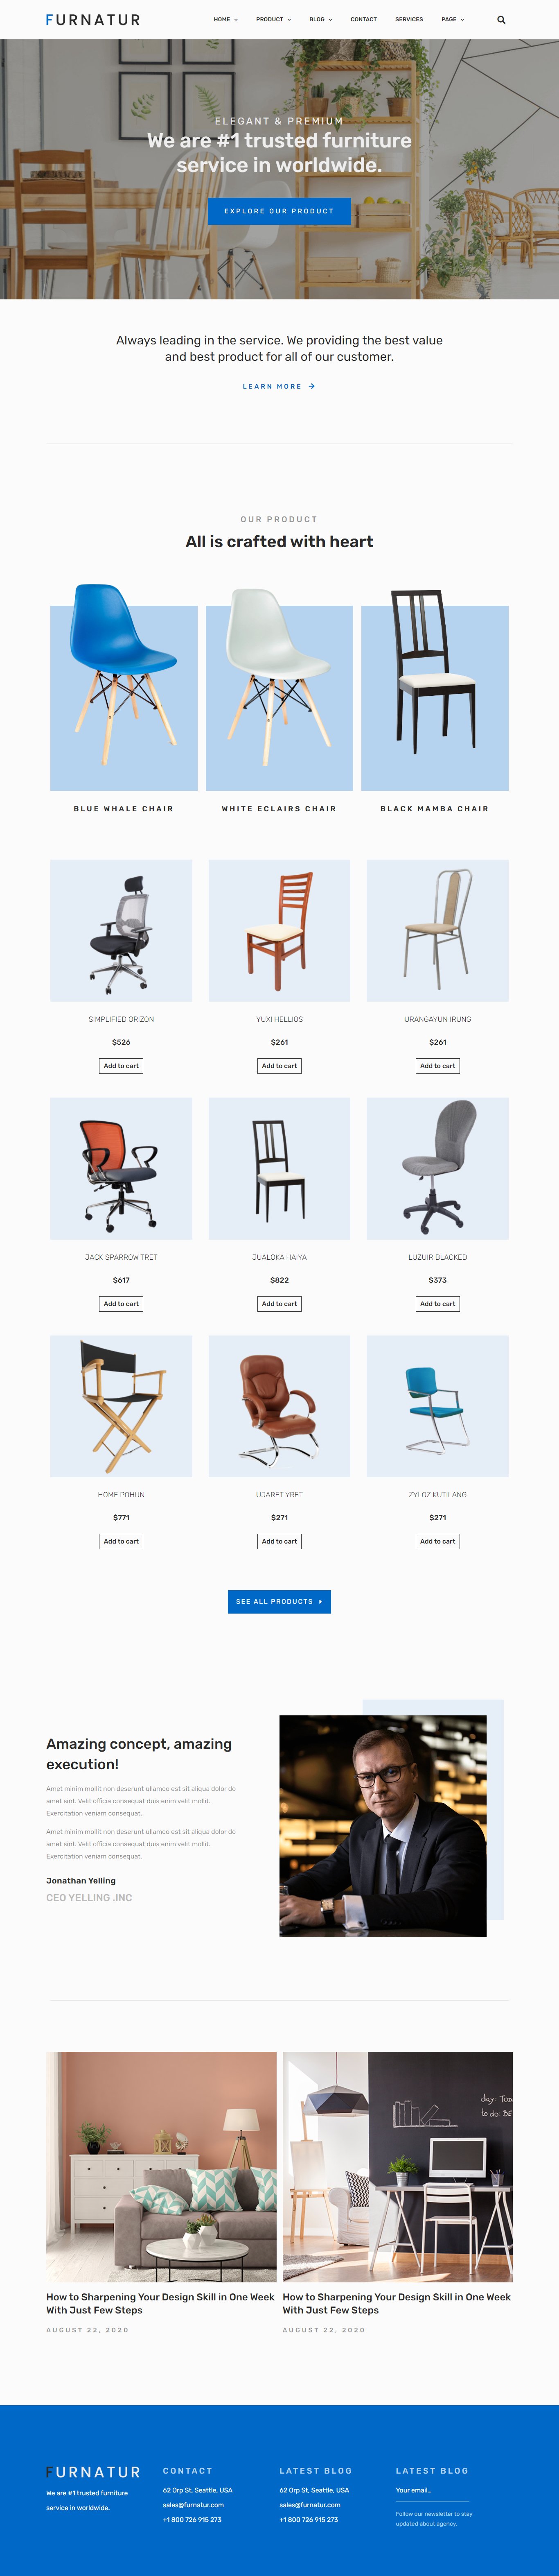 FURNATUR
HOME
PRODUCT
BLOG
CONTACT
SERVICES
PAGE
ELEGANT & PREMIUM
We are #1 trusted furniture
service in worldwide.
EXPLORE OUR PRODUCT
Always leading in the service. We providing the best value
and best product for all of our customer.
LEARN MORE
OUR PRODUCT
All is crafted with heart
BLUE WHALE CHAIR
WHITE ECLAIRS CHAIR
BLACK MAMBA CHAIR
SIMPLIFIED ORIZON
$526
Add to cart
YUXI HELLIOS
$261
Add to cart
URANGAYUN IRUNG
$261
Add to cart
JACK SPARROW TRET
$617
Add to cart
JUALOKA HAIYA
$822
Add to cart
LUZUIR BLACKED
$373
Add to cart
HOME POHUN
$771
Add to cart
UJARET YRET
$271
Add to cart
ZYLOZ KUTILANG
$271
Add to cart
SEE ALL PRODUCTS
Amazing concept, amazing
execution!
Amet minim mollit non deserunt ullamco est sit aliqua dolor do
amet sint. Velit officia consequat duis enim velit mollit.
Exercitation veniam consequat.
Amet minim mollit non deserunt ullamco est sit aliqua dolor do
amet sint. Velit officia consequat duis enim velit mollit.
Exercitation veniam consequat.
Jonathan Yelling
CEO YELLING .INC
day: TOD
to do: BE
How to Sharpening Your Design Skill in One Week
With Just Few Steps
AUGUST 22, 2020
How to Sharpening Your Design Skill in One Week
With Just Few Steps
AUGUST 22, 2020
FURNATUR
We are #1 trusted furniture
service in worldwide.
CONTACT
62 Orp St, Seattle, USA
sales@furnatur.com
+1 800 726 915 273
LATEST BLOG
62 Orp St, Seattle, USA
sales@furnatur.com
+1 800 726 915 273
LATEST BLOG
Your email...
Follow our newsletter to stay
updated about agency.